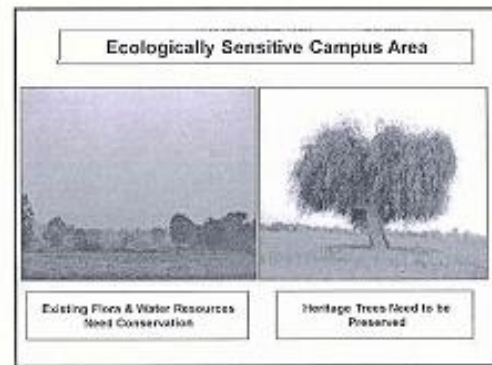 Ecologically Sensitive Campus Area
Existing Flora & Water Resources
Need Conservation
Heritage Trees Need to be
Preserved